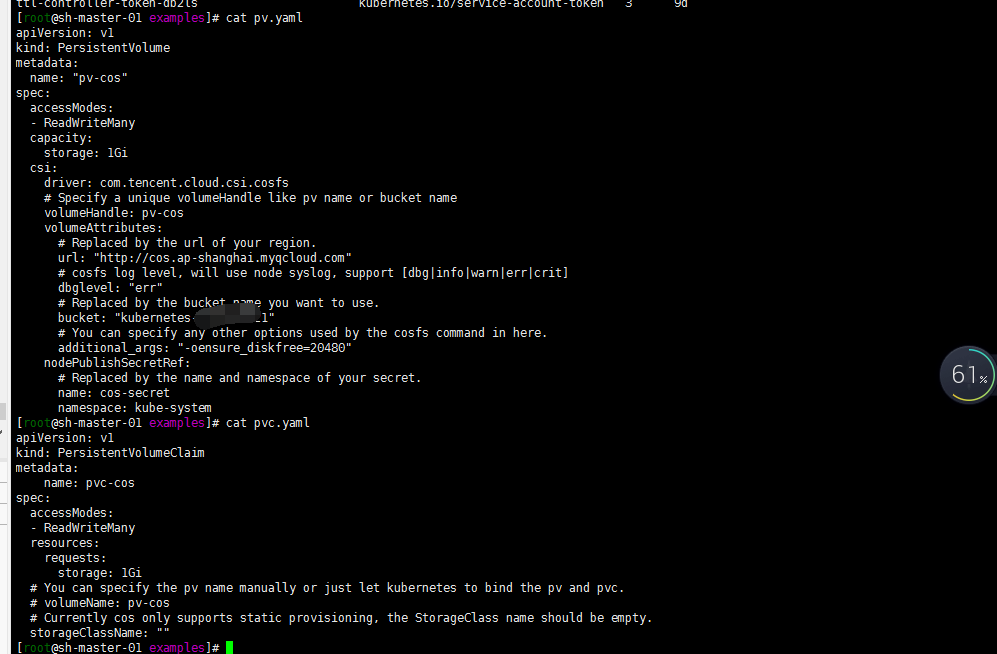 ttl-controller-token-db2ls                       kubernetes.io/service-account-token   3      9d
[root@sh-master-01 examples]# cat pv.yaml
apiVersion: v1
kind: PersistentVolume
metadata:
  name: "pv-cos"
spec:
  accessModes:
  - ReadWriteMany
  capacity:
    storage: 1Gi
  csi:
    driver: com.tencent.cloud.csi.cosfs
    # Specify a unique volumeHandle like pv name or bucket name
    volumeHandle: pv-cos
    volumeAttributes:
      # Replaced by the url of your region.
      url: "http://cos.ap-shanghai.myqcloud.com"
      # cosfs log level, will use node syslog, support [dbg|info|warn|err|crit]
      dbglevel: "err"
      # Replaced by the bucket name you want to use.
      bucket: "kubernetes-
      # You can specify any other options used by the cosfs command in here.
      additional_args: "-oensure_diskfree=20480"
    nodePublishSecretRef:
      # Replaced by the name and namespace of your secret.
      name: cos-secret
      namespace: kube-system
[root@sh-master-01 examples]# cat pvc.yaml
apiVersion: v1
kind: PersistentVolumeClaim
metadata:
    name: pvc-cos
spec:
  accessModes:
  - ReadWriteMany
  resources:
    requests:
      storage: 1Gi
  # You can specify the pv name manually or just let kubernetes to bind the pv and pvc.
  # volumeName: pv-cos
  # Currently cos only supports static provisioning, the StorageClass name should be empty.
  storageClassName: ""
[root@sh-master-01 examples]#
61%